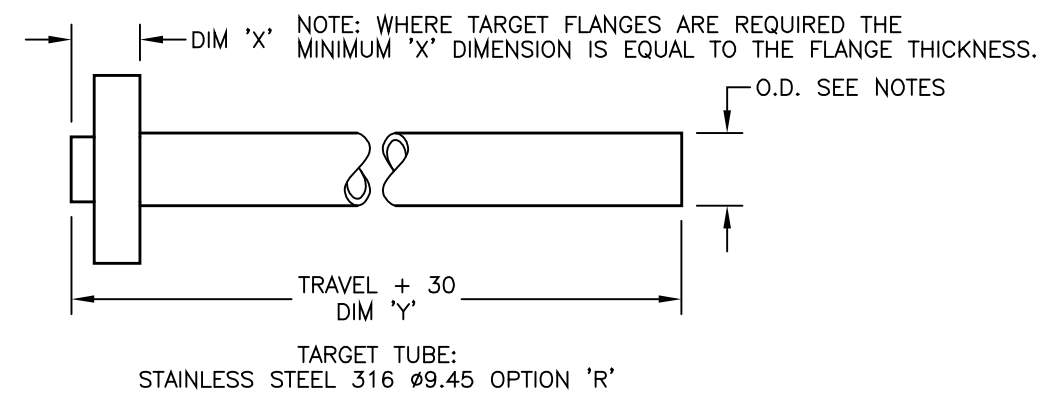 NOTE: WHERE TARGET FLANGES ARE REQUIRED THE
MINIMUM 'X' DIMENSION IS EQUAL TO THE FLANGE THICKNESS.
DIM 'X'
O.D. SEE NOTES
TRAVEL + 30
DIM 'Y'
TARGET TUBE:
STAINLESS STEEL 316 ø9.45 OPTION 'R'